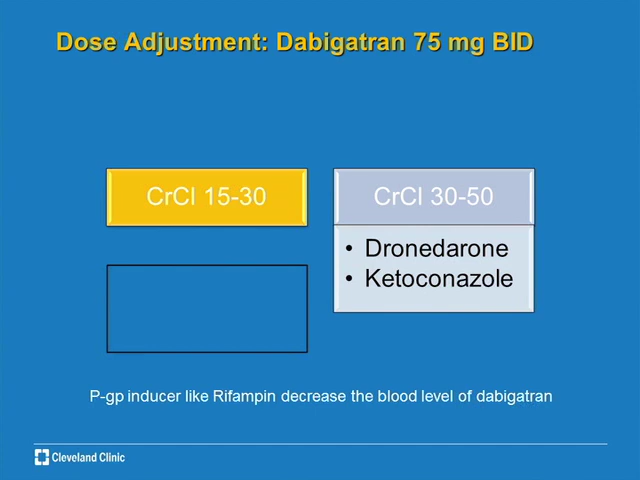 Dose Adjustment: Dabigatran 75 mg BID
CrCl 15-30
CrCl 30-50
• Dronedarone
• Ketoconazole
P-gp inducer like Rifampin decrease the blood level of dabigatran
Cleveland Clinic